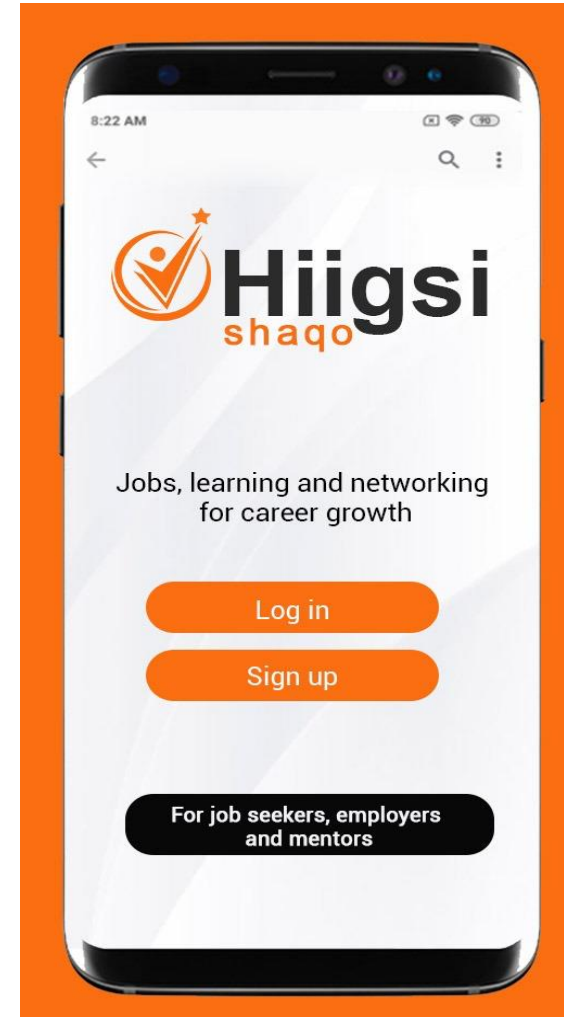 8:22 AM
90
Hiigsi
shaqo
Jobs, learning and networking
for career growth
Log in
Sign up
For job seekers, employers
and mentors